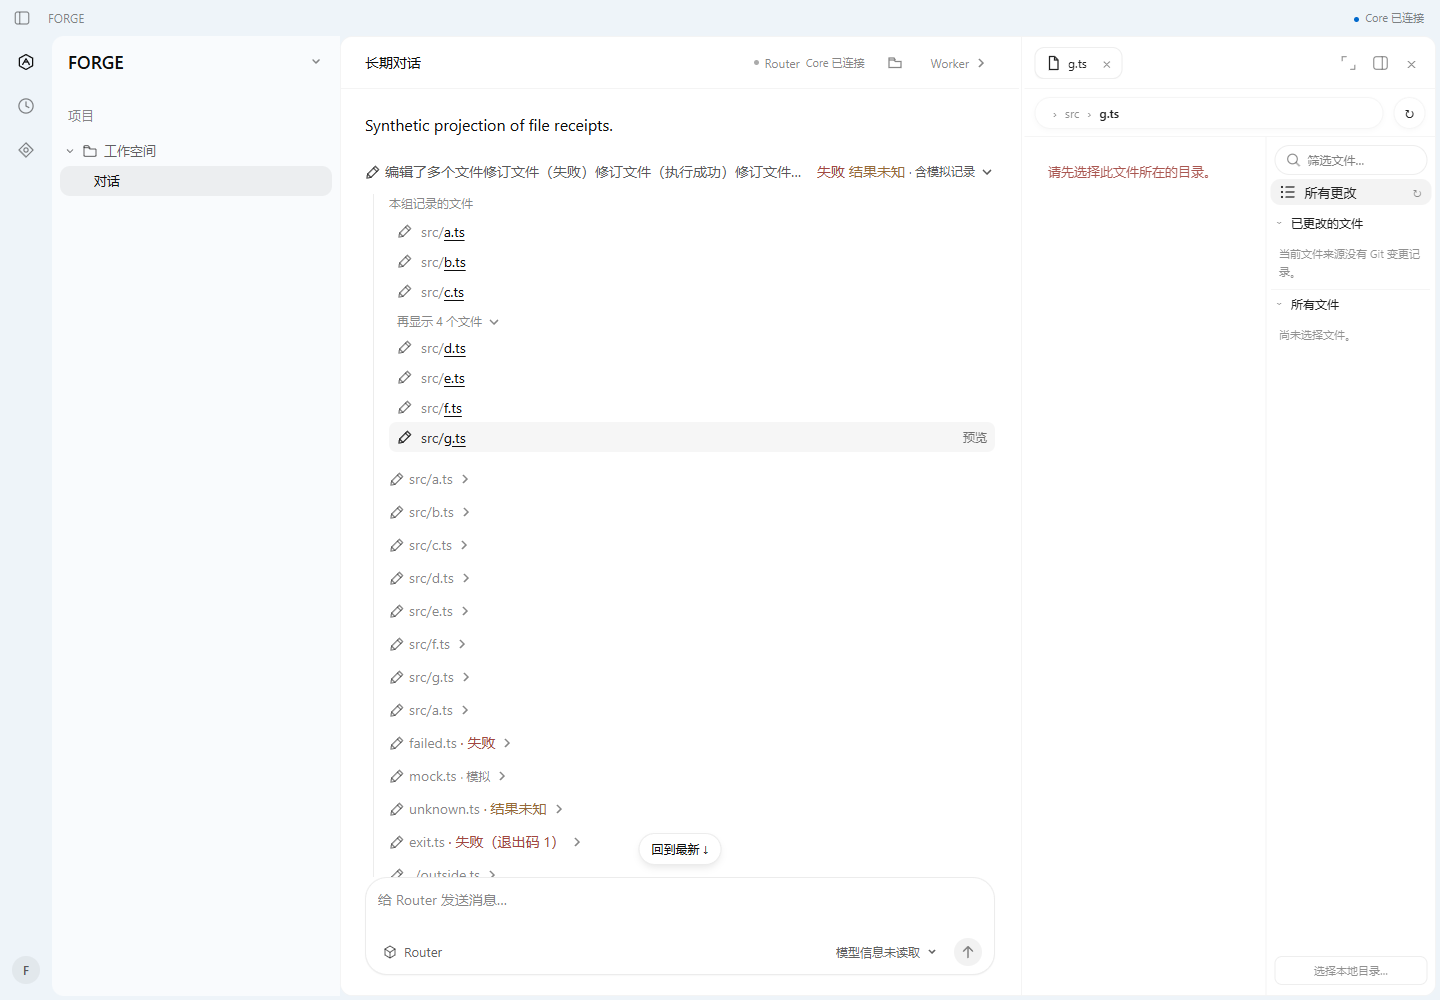 FORGE
Core 已连接
FORGE
项目
工作空间
对话
F
长期对话
Router Core 已连接
Worker
Synthetic projection of file receipts.
编辑了多个文件修订文件（失败）修订文件（执行成功）修订文件... 失败 结果未知 · 含模拟记录
本组记录的文件
src/a.ts
src/b.ts
src/c.ts
再显示 4 个文件
src/d.ts
src/e.ts
src/f.ts
src/g.ts 预览
src/a.ts
src/b.ts
src/c.ts
src/d.ts
src/e.ts
src/f.ts
src/g.ts
src/a.ts
failed.ts · 失败
mock.ts · 模拟
unknown.ts · 结果未知
exit.ts · 失败（退出码 1）
回到最新 ↓
/outside.ts
给 Router 发送消息...
Router
模型信息未读取
g.ts ×
› src › g.ts
请先选择此文件所在的目录。
筛选文件...
所有更改
已更改的文件
当前文件来源没有 Git 变更记
录。
所有文件
尚未选择文件。
选择本地目录...